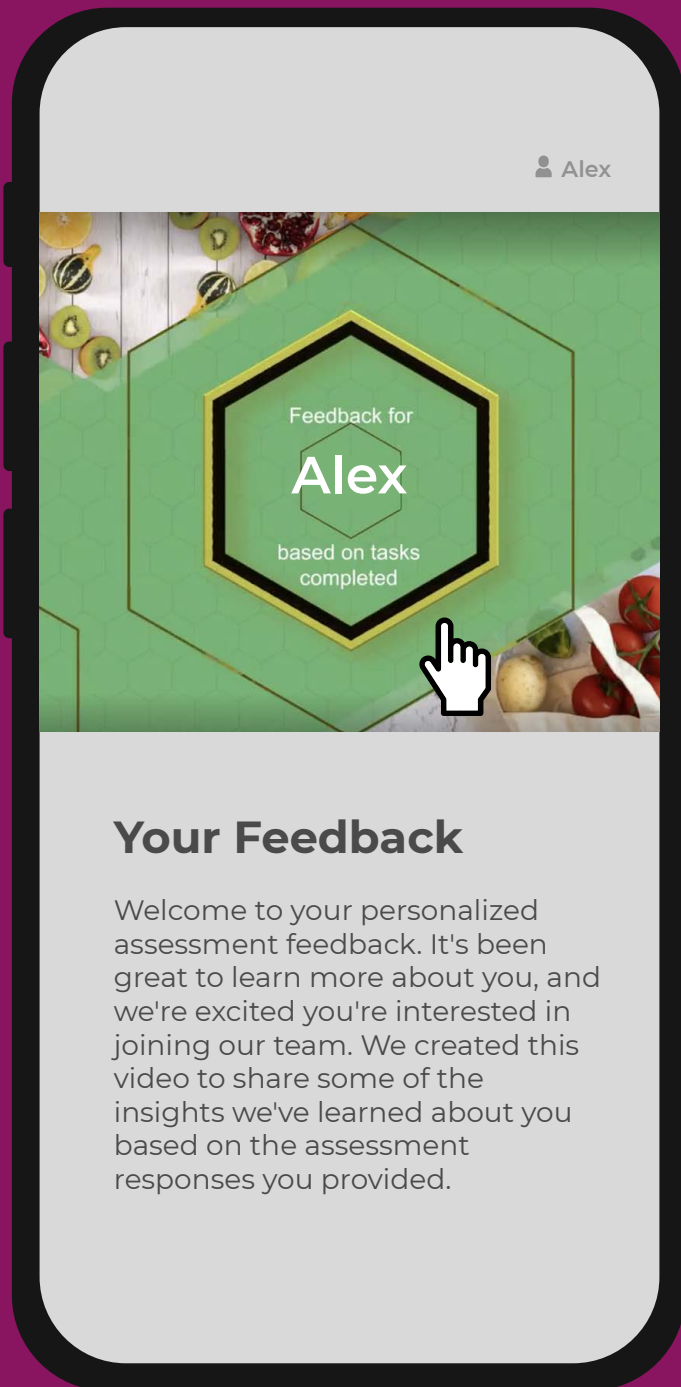 Alex
Feedback for
Alex
based on tasks
completed
Your Feedback
Welcome to your personalized
assessment feedback. It's been
great to learn more about you, and
we're excited you're interested in
joining our team. We created this
video to share some of the
insights we've learned about you
based on the assessment
responses you provided.